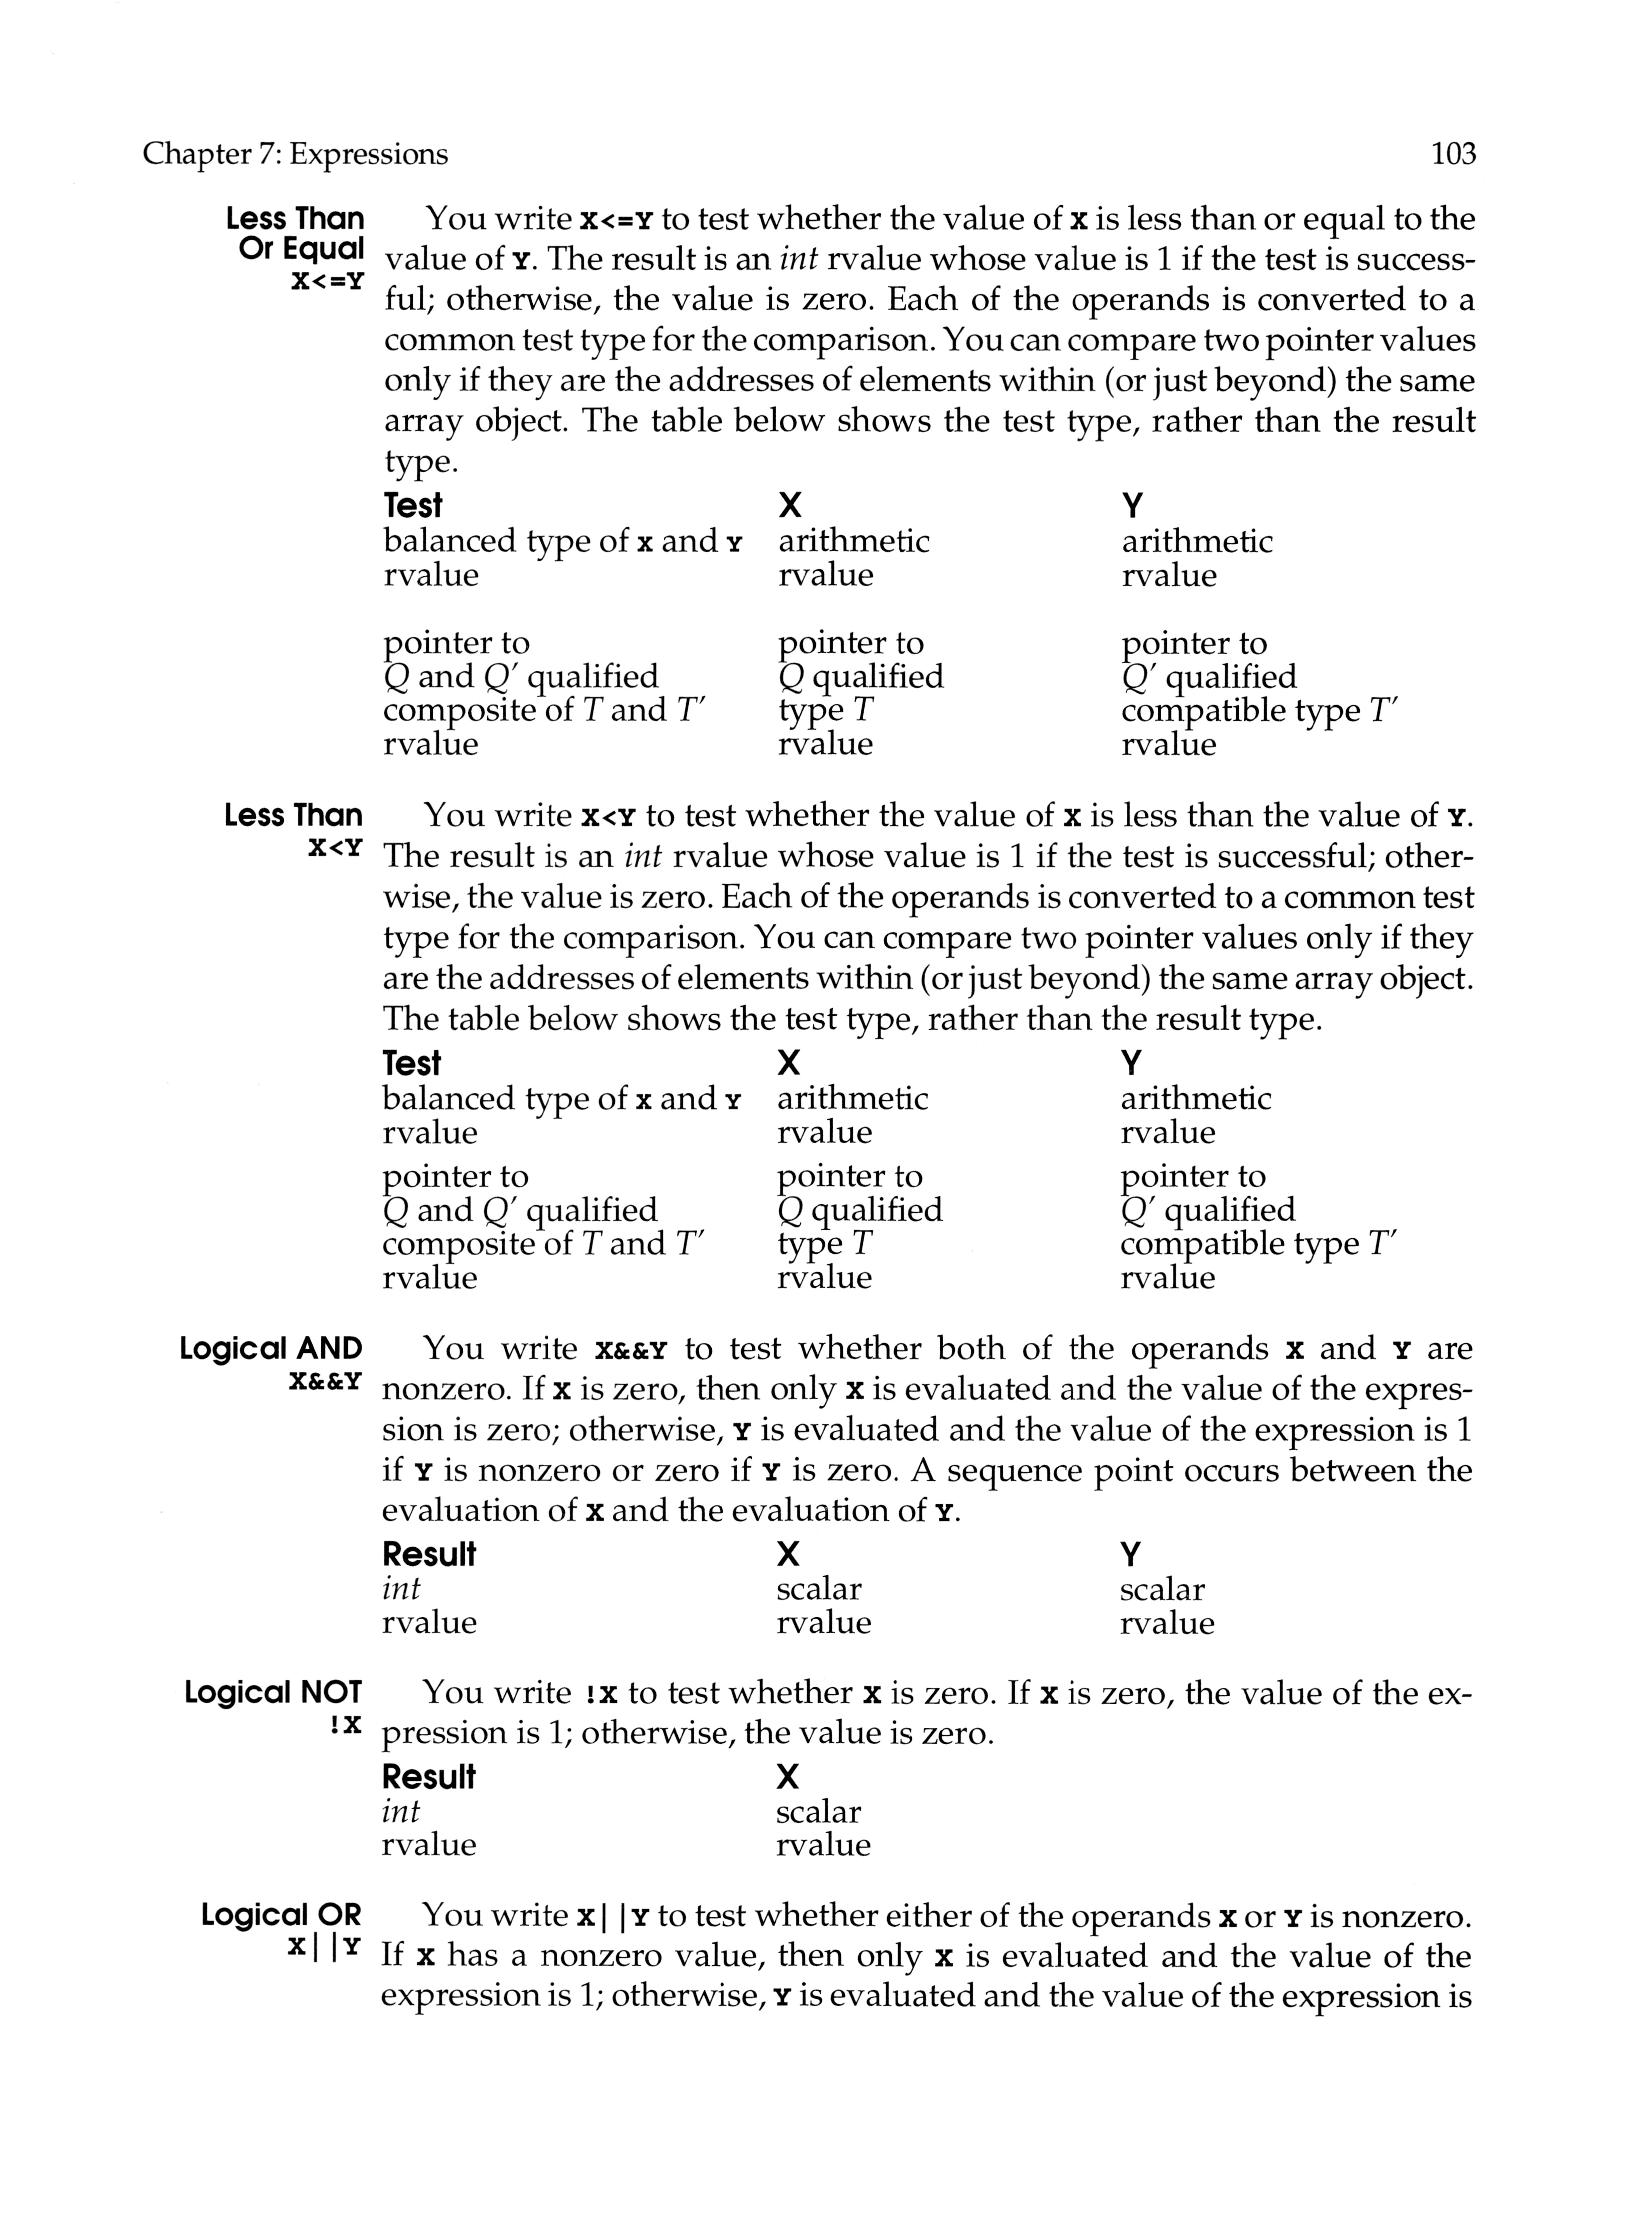 Chapter 7: Expressions 103
Less Than
Or Equal
X<=Y
You write X<=Y to test whether the value of X is less than or equal to the
value of Y. The result is an int rvalue whose value is 1 if the test is success-
ful; otherwise, the value is zero. Each of the operands is converted to a
common test type for the comparison. You can compare two pointer values
only if they are the addresses of elements within (or just beyond) the same
array object. The table below shows the test type, rather than the result
type.
Test X Y
balanced type of X and Y arithmetic arithmetic
rvalue rvalue rvalue
pointer to pointer to pointer to
Q and Q′ qualified Q qualified Q′ qualified
composite of T and T′ type T compatible type T′
rvalue rvalue rvalue
Less Than
X<Y
You write X<Y to test whether the value of X is less than the value of Y.
The result is an int rvalue whose value is 1 if the test is successful; other-
wise, the value is zero. Each of the operands is converted to a common test
type for the comparison. You can compare two pointer values only if they
are the addresses of elements within (or just beyond) the same array object.
The table below shows the test type, rather than the result type.
Test X Y
balanced type of X and Y arithmetic arithmetic
rvalue rvalue rvalue
pointer to pointer to pointer to
Q and Q′ qualified Q qualified Q′ qualified
composite of T and T′ type T compatible type T′
rvalue rvalue rvalue
Logical AND
X&&Y
You write X&&Y to test whether both of the operands X and Y are
nonzero. If X is zero, then only X is evaluated and the value of the expres-
sion is zero; otherwise, Y is evaluated and the value of the expression is 1
if Y is nonzero or zero if Y is zero. A sequence point occurs between the
evaluation of X and the evaluation of Y.
Result X Y
int scalar scalar
rvalue rvalue rvalue
Logical NOT
!X
You write !X to test whether X is zero. If X is zero, the value of the ex-
pression is 1; otherwise, the value is zero.
Result X
int scalar
rvalue rvalue
Logical OR
X||Y
You write X||Y to test whether either of the operands X or Y is nonzero.
If X has a nonzero value, then only X is evaluated and the value of the
expression is 1; otherwise, Y is evaluated and the value of the expression is